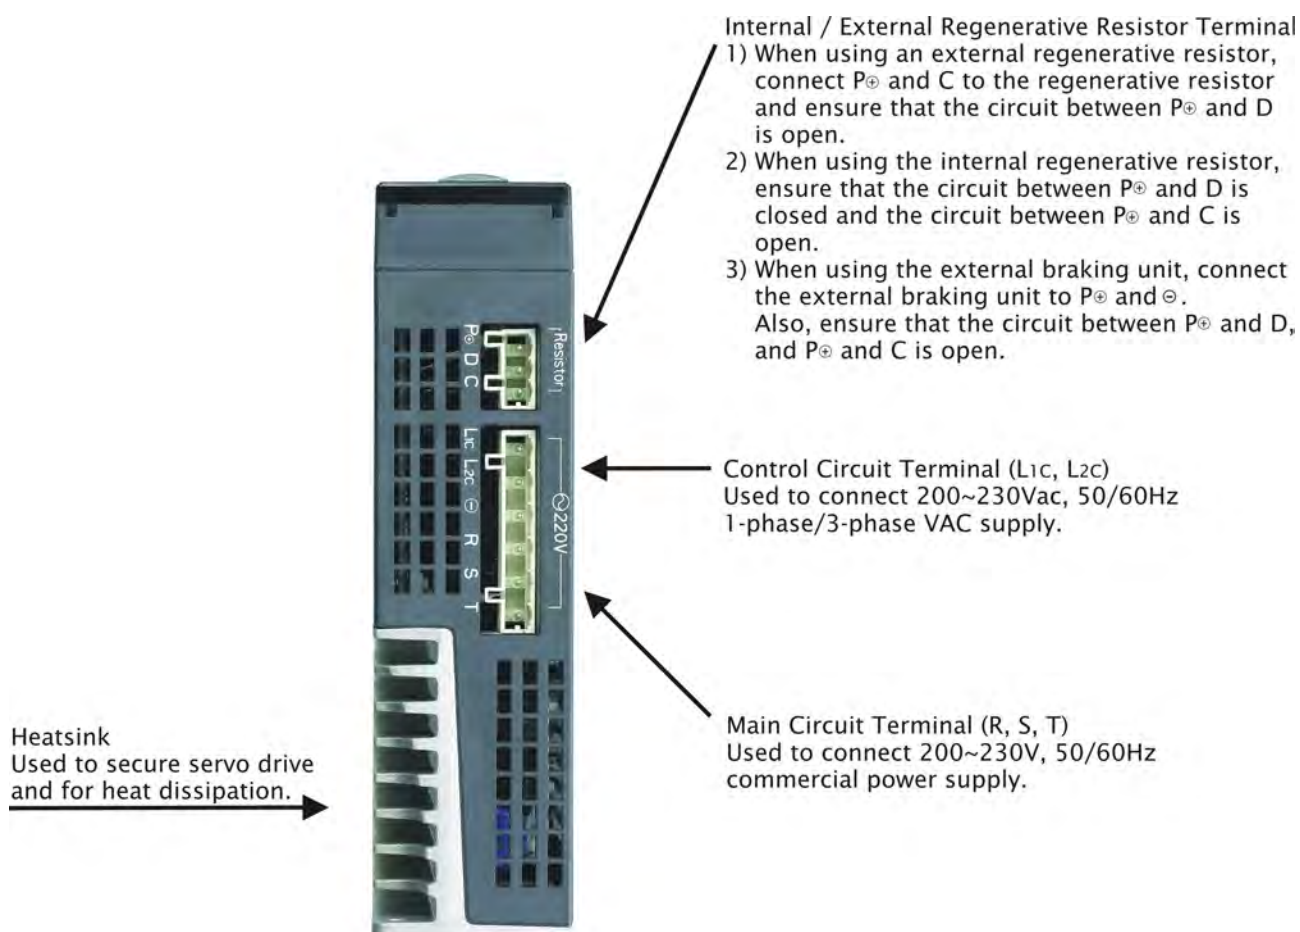 Internal / External Regenerative Resistor Terminal
1) When using an external regenerative resistor,
connect P⊕ and C to the regenerative resistor
and ensure that the circuit between P⊕ and D
is open.
2) When using the internal regenerative resistor,
ensure that the circuit between P⊕ and D is
closed and the circuit between P⊕ and C is
open.
3) When using the external braking unit, connect
the external braking unit to P⊕ and ⊖.
Also, ensure that the circuit between P⊕ and D,
and P⊕ and C is open.
P⊕ D C
Resistor
L1C L2C ⊖ R S T
220V
Control Circuit Terminal (L1C, L2C)
Used to connect 200~230Vac, 50/60Hz
1-phase/3-phase VAC supply.
Main Circuit Terminal (R, S, T)
Used to connect 200~230V, 50/60Hz
commercial power supply.
Heatsink
Used to secure servo drive
and for heat dissipation.